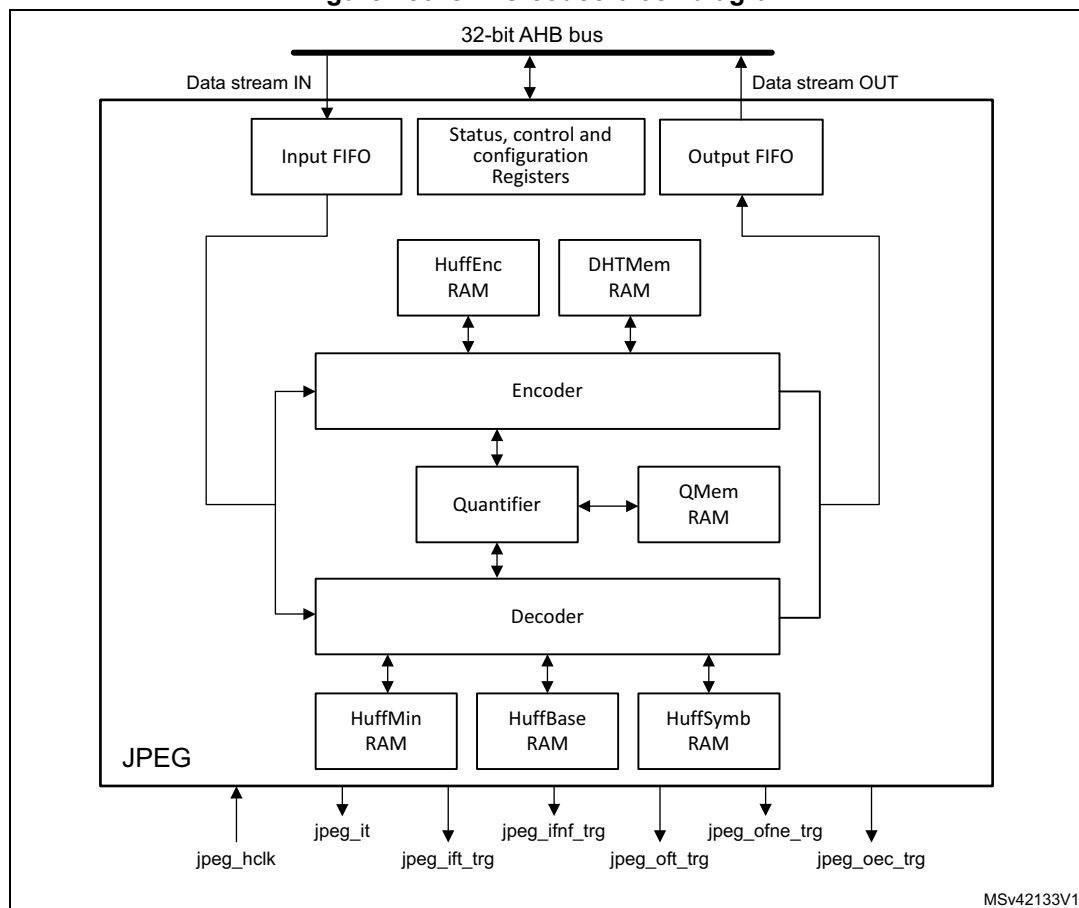 32-bit AHB bus
Data stream IN
Data stream OUT
Input FIFO
Status, control and
configuration
Registers
Output FIFO
HuffEnc
RAM
DHTMem
RAM
Encoder
Quantifier
QMem
RAM
Decoder
HuffMin
RAM
HuffBase
RAM
HuffSymb
RAM
JPEG
jpeg_hclk
jpeg_it
jpeg_ift_trg
jpeg_ifnf_trg
jpeg_oft_trg
jpeg_ofne_trg
jpeg_oec_trg
MSv42133V1